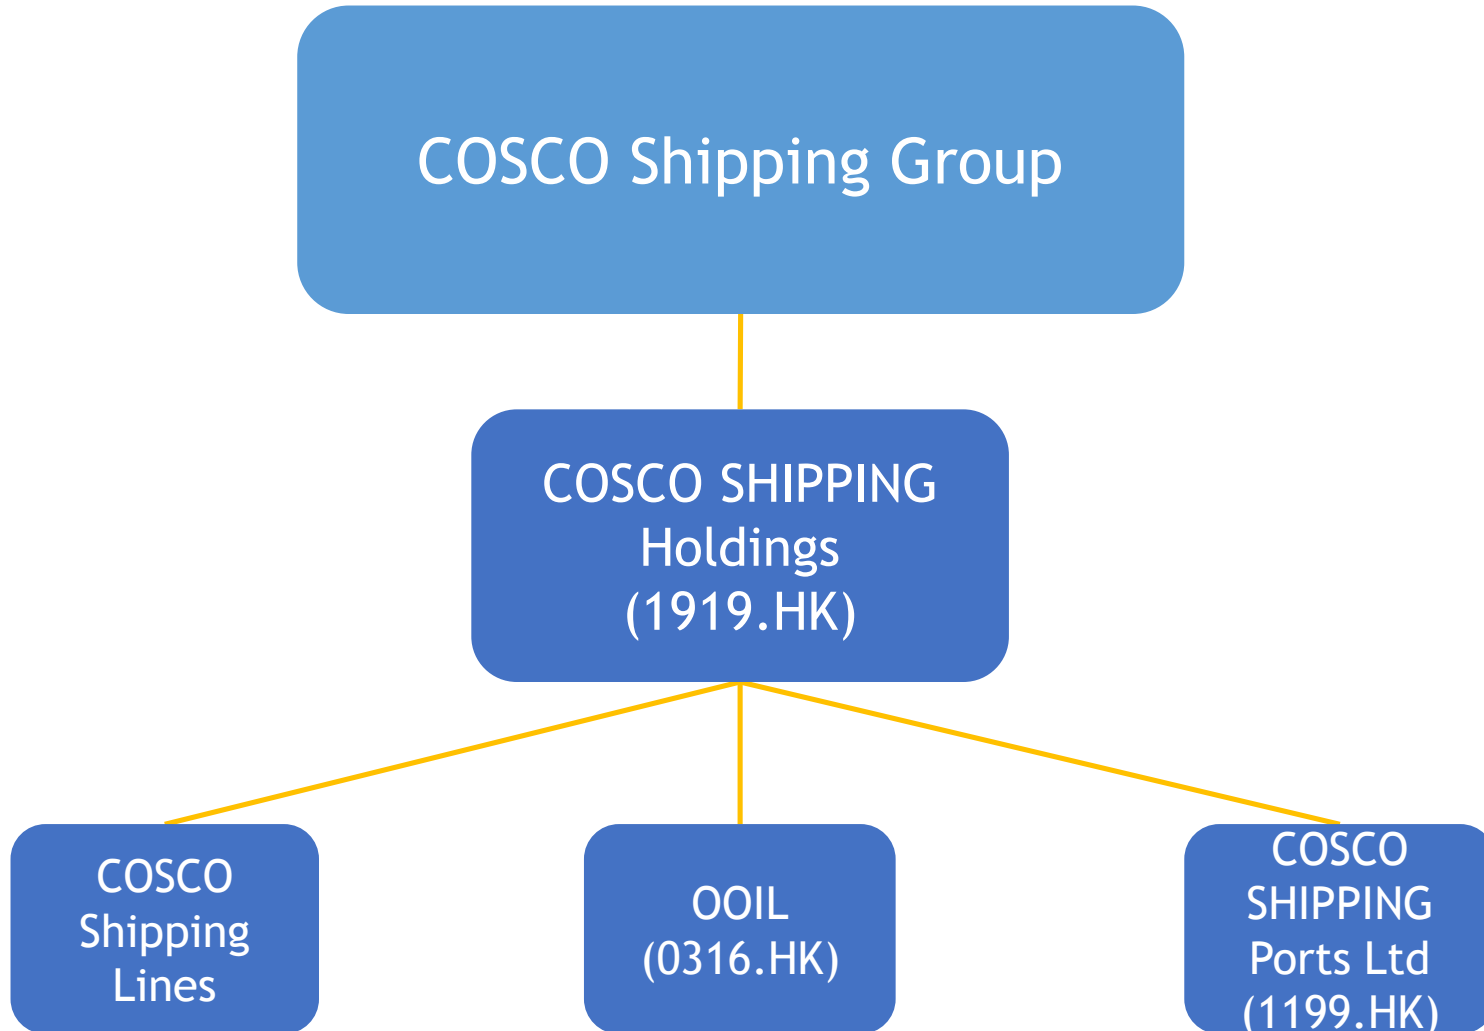 COSCO Shipping Group
COSCO SHIPPING
Holdings
(1919.HK)
COSCO
Shipping
Lines
OOIL
(0316.HK)
COSCO
SHIPPING
Ports Ltd
(1199.HK)